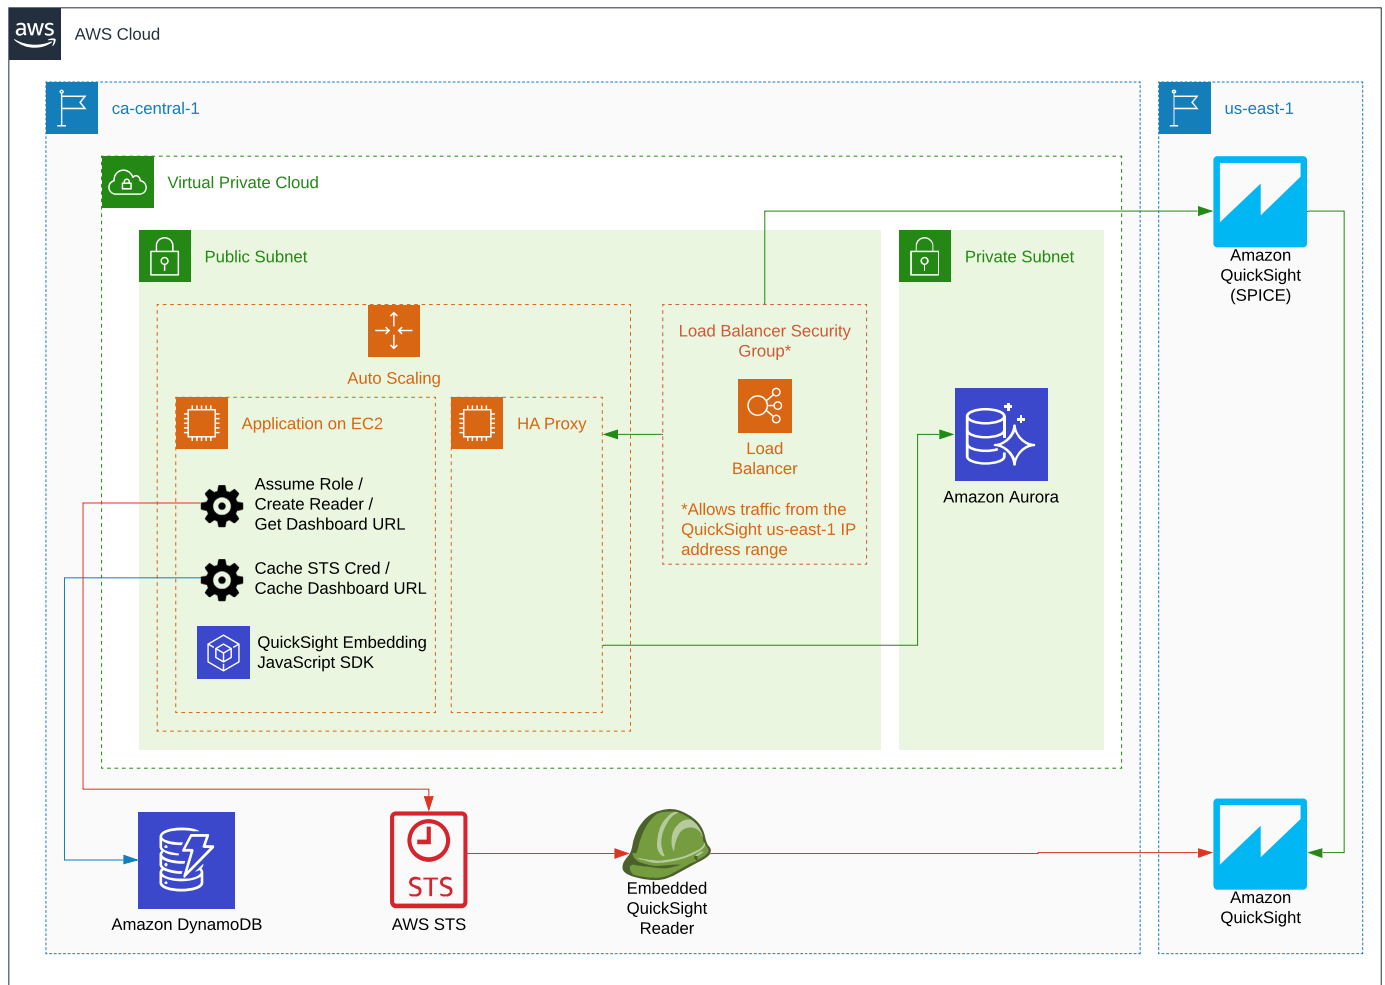 aws
AWS Cloud
ca-central-1
us-east-1
Virtual Private Cloud
Public Subnet
Private Subnet
Auto Scaling
Application on EC2
HA Proxy
Assume Role /
Create Reader /
Get Dashboard URL
Cache STS Cred /
Cache Dashboard URL
QuickSight Embedding
JavaScript SDK
Load Balancer Security
Group*
Load
Balancer
*Allows traffic from the
QuickSight us-east-1 IP
address range
Amazon Aurora
Amazon
QuickSight
(SPICE)
Amazon DynamoDB
STS
AWS STS
Embedded
QuickSight
Reader
Amazon
QuickSight